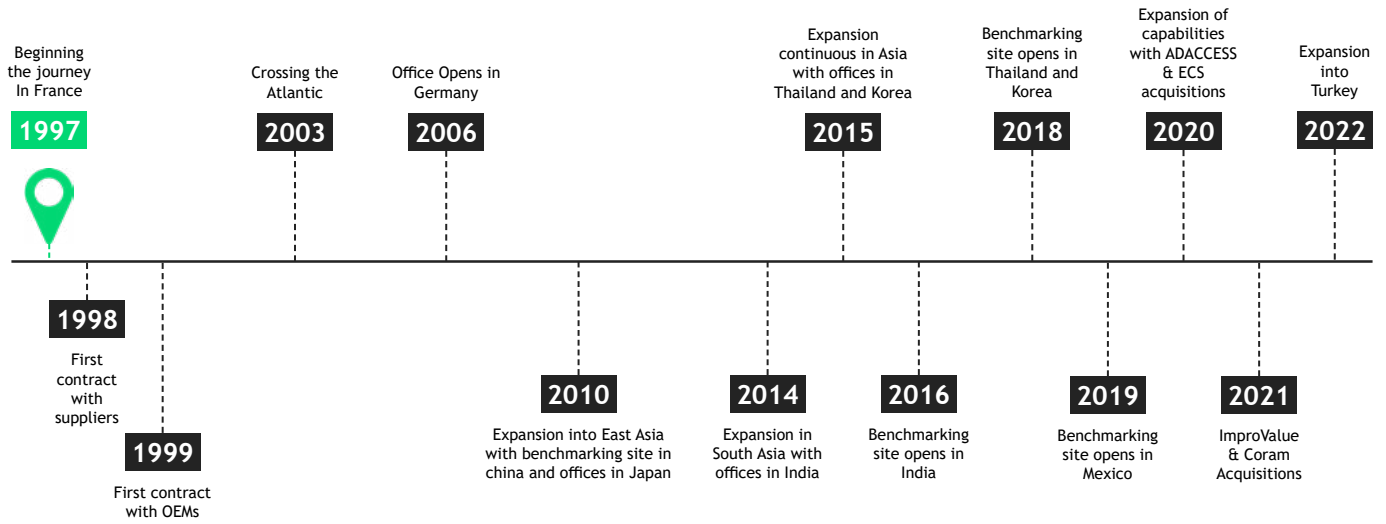 Beginning
the journey
In France
1997
1998
First
contract
with
suppliers
1999
First contract
with OEMs
Crossing the
Atlantic
2003
Office Opens in
Germany
2006
2010
Expansion into East Asia
with benchmarking site in
china and offices in Japan
2014
Expansion in
South Asia with
offices in India
Expansion
continuous in Asia
with offices in
Thailand and Korea
2015
2016
Benchmarking
site opens in
India
Benchmarking
site opens in
Thailand and
Korea
2018
2019
Benchmarking
site opens in
Mexico
Expansion of
capabilities
with ADACCESS
& ECS
acquisitions
2020
2021
ImproValue
& Coram
Acquisitions
Expansion
into
Turkey
2022